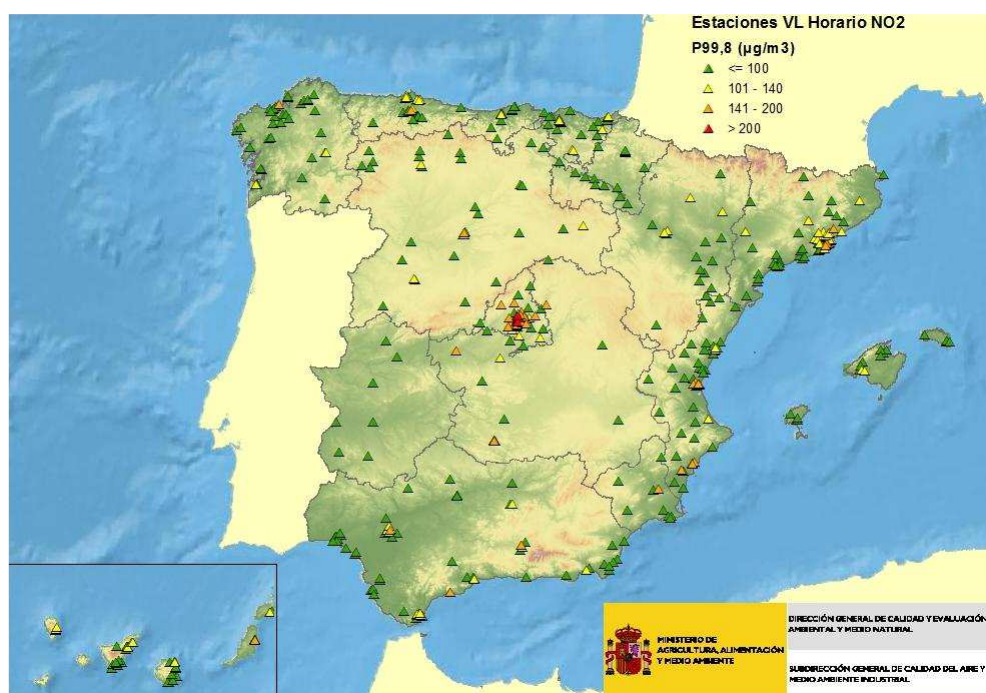 Estaciones VL Horario NO2
P99,8 (µg/m3)
<= 100
101 - 140
141 - 200
> 200
MINISTERIO DE
AGRICULTURA, ALIMENTACIÓN
Y MEDIO AMBIENTE
DIRECCIÓN GENERAL DE CALIDAD Y EVALUACIÓN
AMBIENTAL Y MEDIO NATURAL
SUBDIRECCIÓN GENERAL DE CALIDAD DEL AIRE Y
MEDIO AMBIENTE INDUSTRIAL